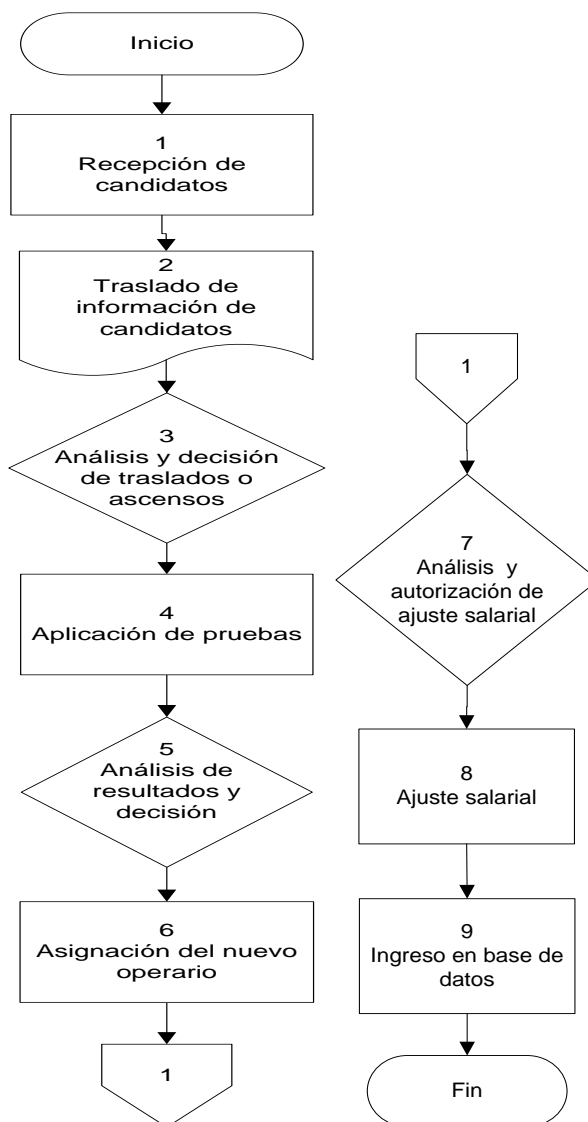 Inicio
1
Recepción de
candidatos
2
Traslado de
información de
candidatos
3
Análisis y decisión
de traslados o
ascensos
4
Aplicación de pruebas
5
Análisis de
resultados y
decisión
6
Asignación del nuevo
operario
1
1
7
Análisis y
autorización de
ajuste salarial
8
Ajuste salarial
9
Ingreso en base de
datos
Fin